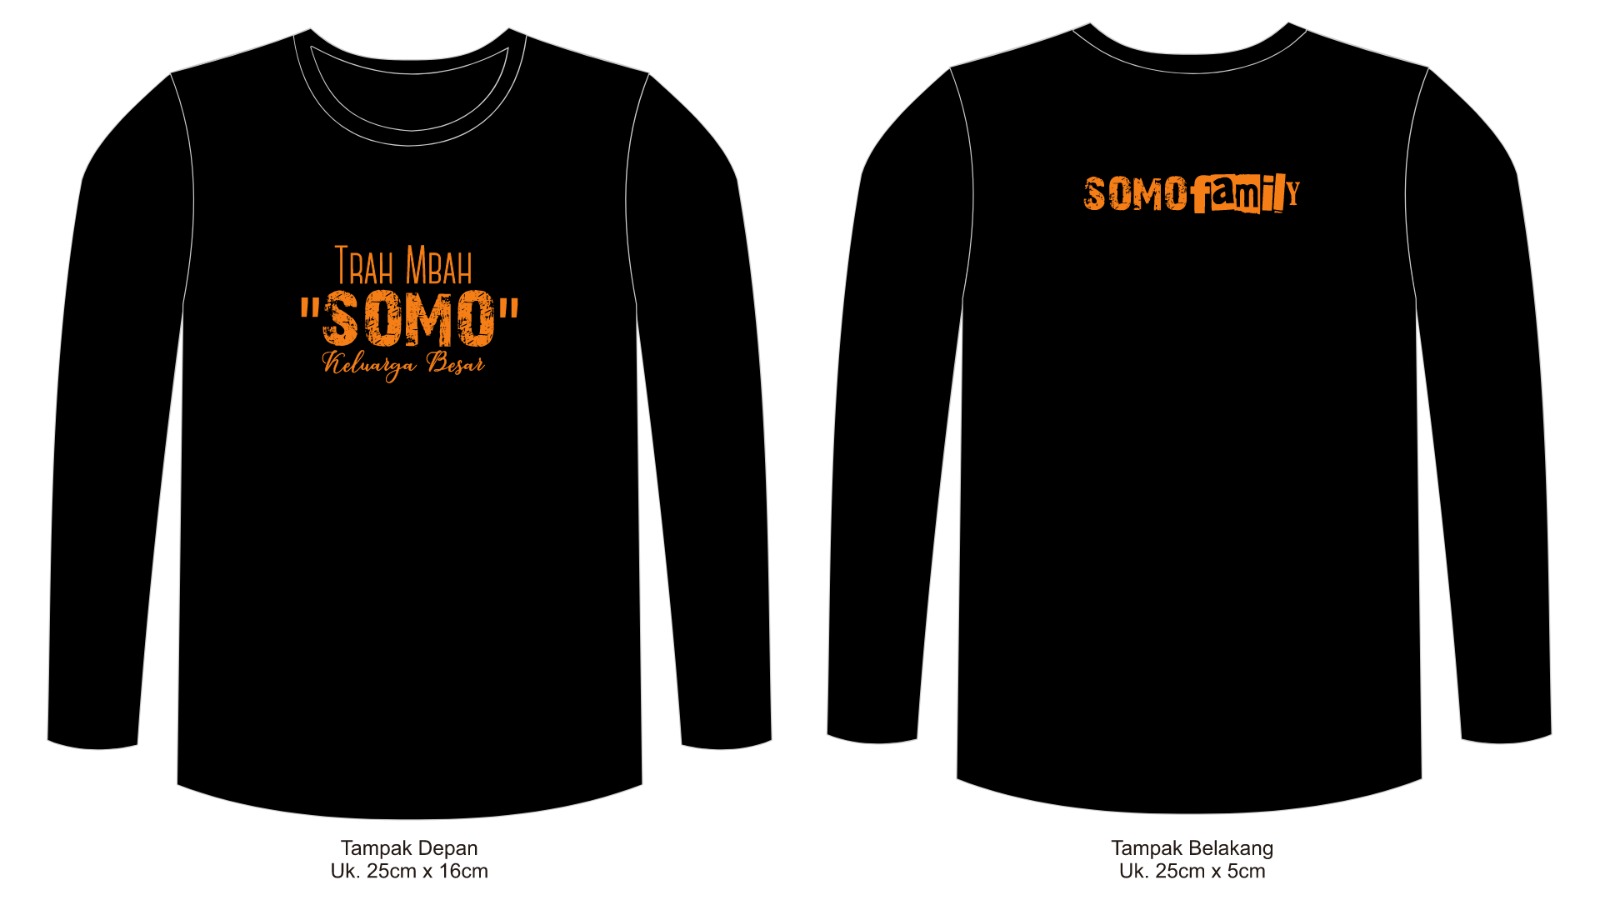 Trah Mbah
"SOMO"
Keluarga Besar
SOMO family
Tampak Depan
Uk. 25cm x 16cm
Tampak Belakang
Uk. 25cm x 5cm